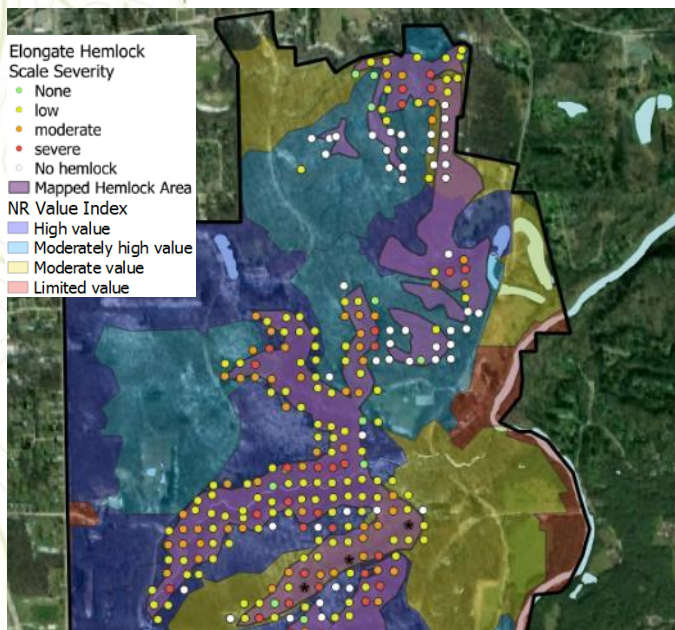 Elongate Hemlock
Scale Severity
None
low
moderate
severe
No hemlock
Mapped Hemlock Area
NR Value Index
High value
Moderately high value
Moderate value
Limited value